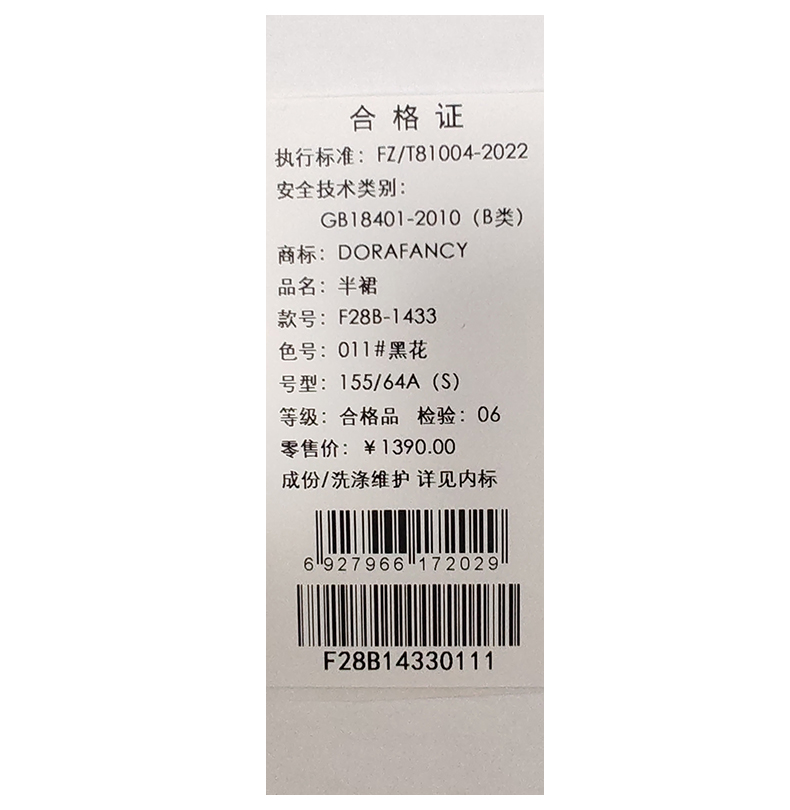 合格证
执行标准：FZ/T81004-2022
安全技术类别：
GB18401-2010（B类）
商标：DORAFANCY
品名：半裙
款号：F28B-1433
色号：011#黑花
号型：155/64A（S）
等级：合格品 检验：06
零售价：￥1390.00
成份/洗涤维护 详见内标
6 927966 172029
F28B14330111